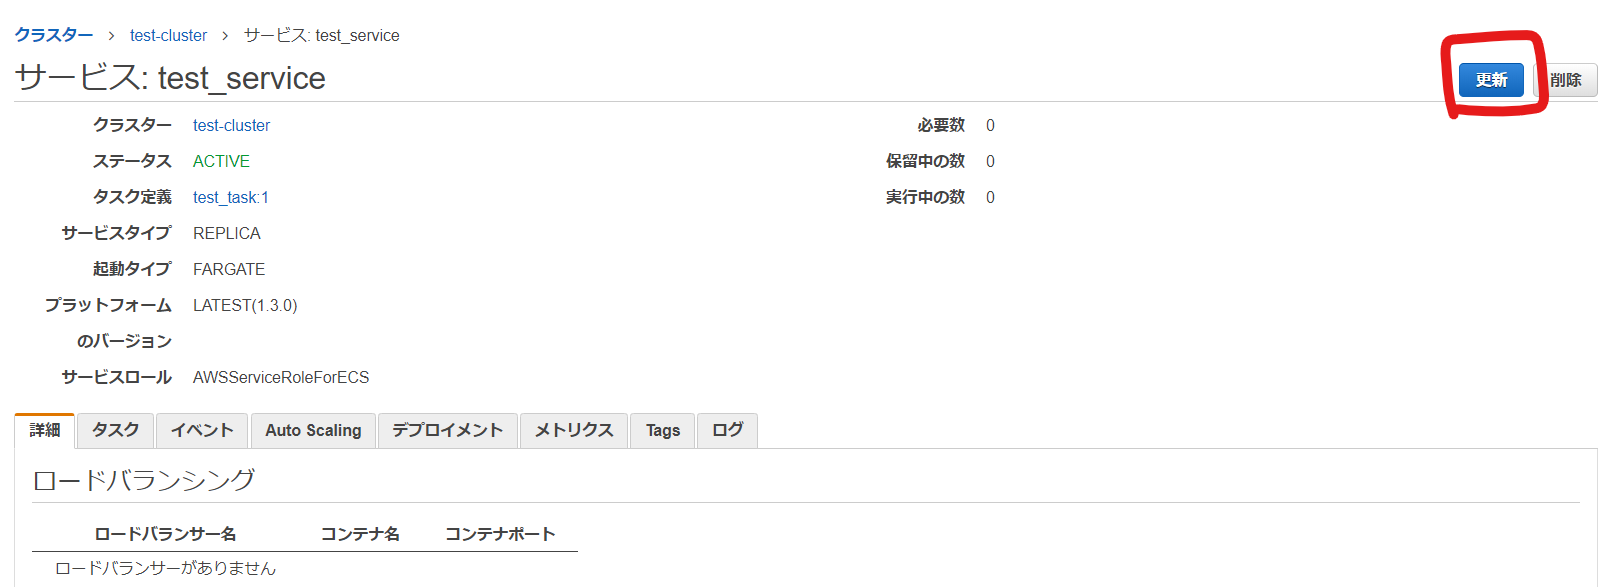 クラスター > test-cluster > サービス: test_service
サービス: test_service
更新 削除
クラスター test-cluster 必要数 0
ステータス ACTIVE 保留中の数 0
タスク定義 test_task:1 実行中の数 0
サービスタイプ REPLICA
起動タイプ FARGATE
プラットフォーム LATEST(1.3.0)
のバージョン
サービスロール AWSServiceRoleForECS
詳細 タスク イベント Auto Scaling デプロイメント メトリクス Tags ログ
ロードバランシング
ロードバランサー名 コンテナ名 コンテナポート
ロードバランサーがありません